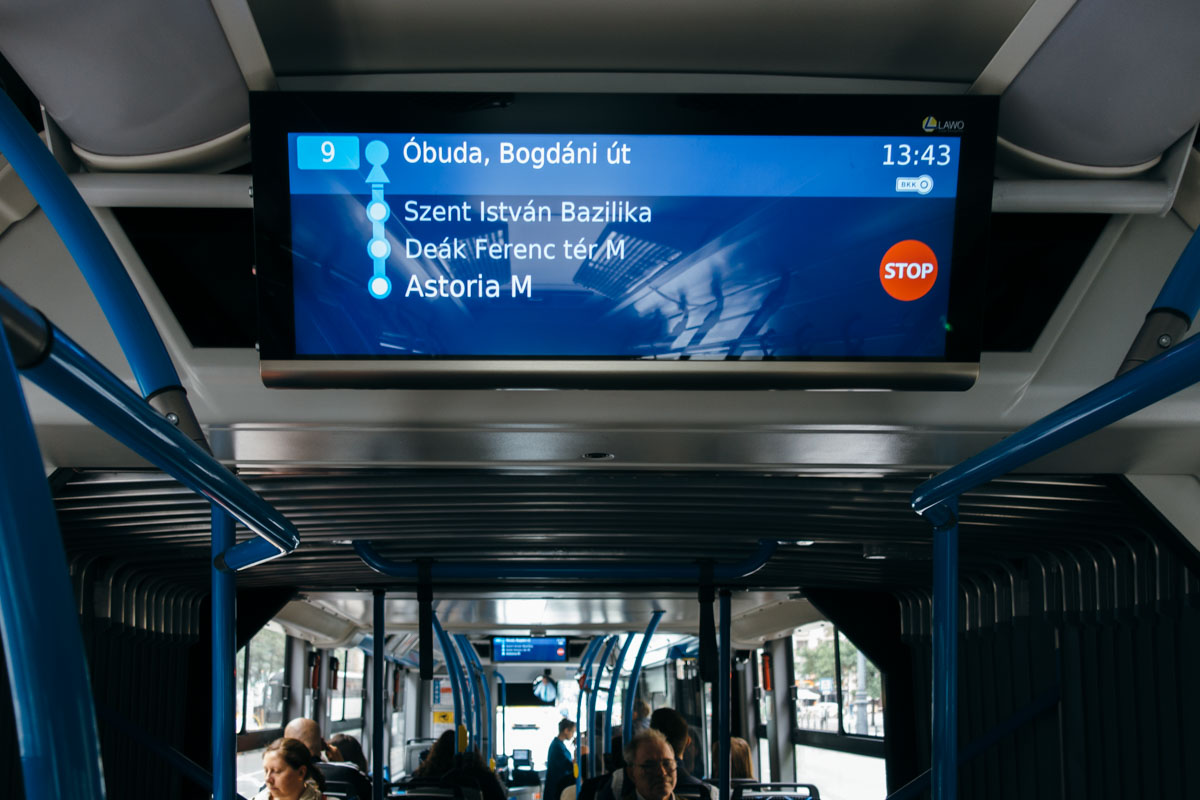 LAWO
9 Óbuda, Bogdáni út 13:43
BKK
Szent István Bazilika
Deák Ferenc tér M
Astoria M
STOP